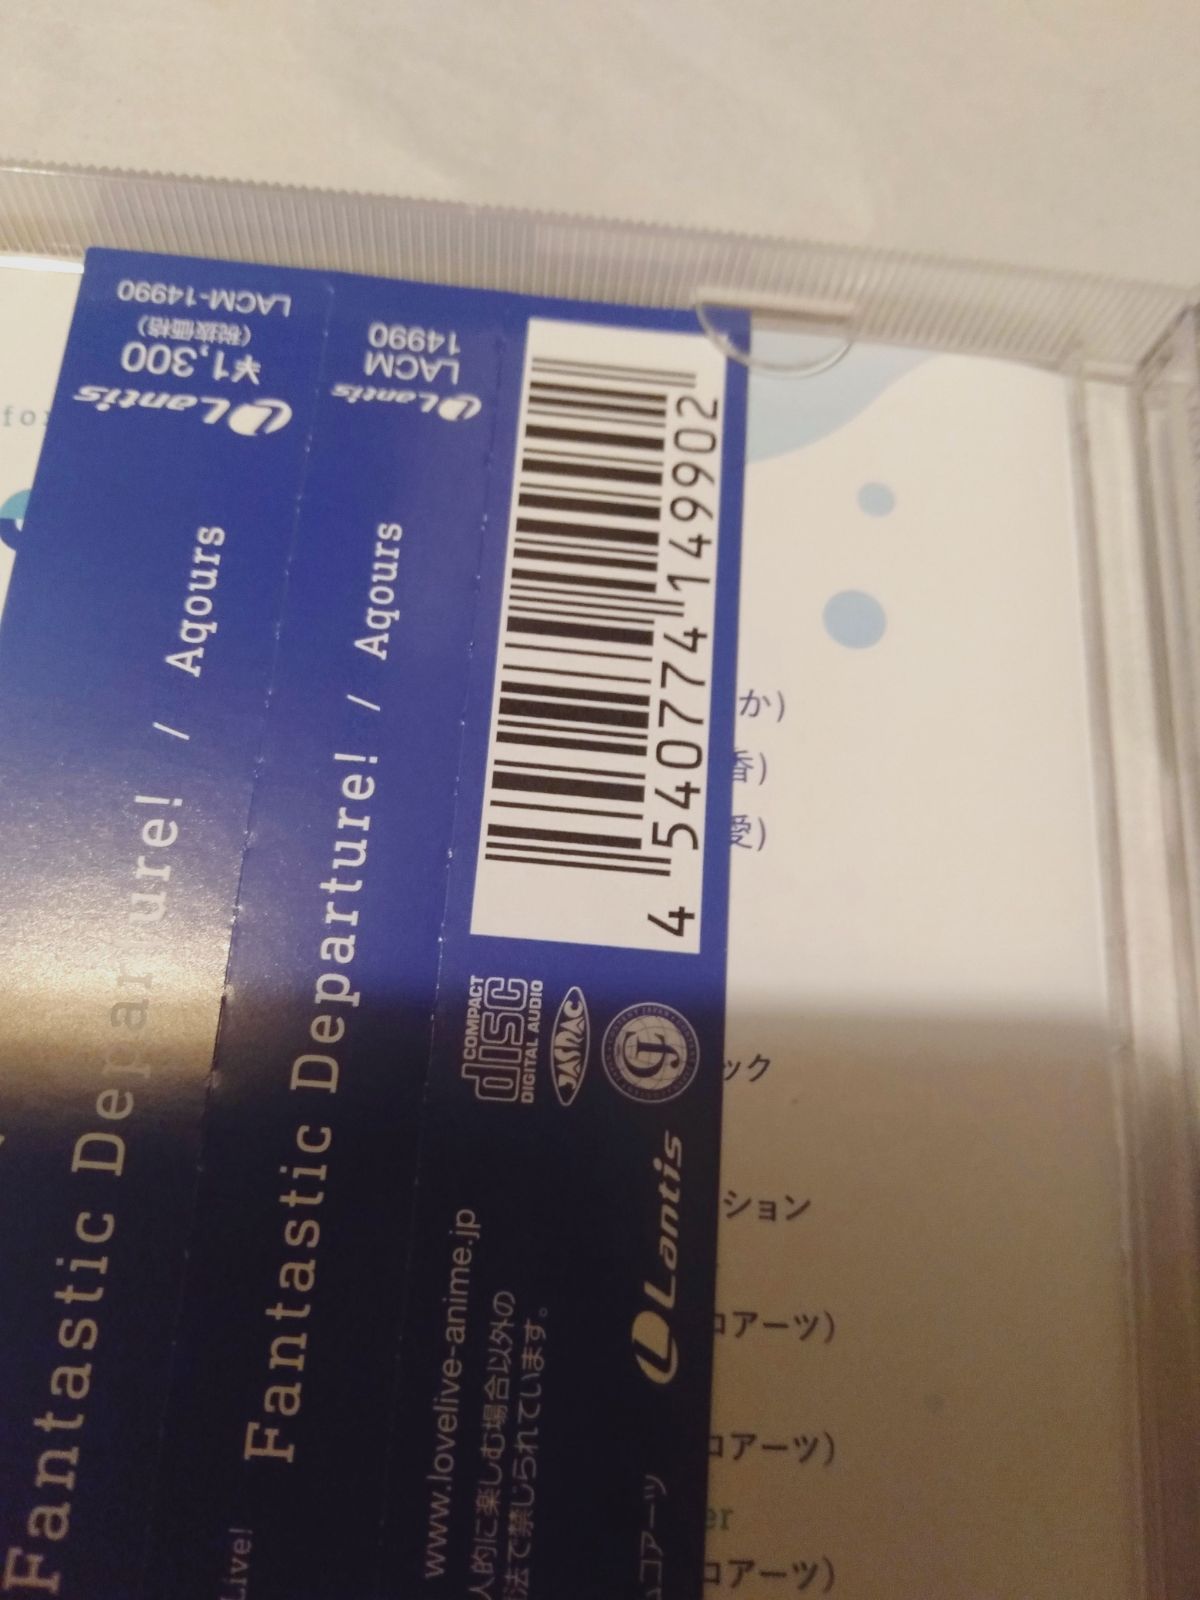 LACM-14990
(税抜価格)
¥1,300
Lantis
Fantastic Departure! / Aqours
LACM
14990
Lantis
Fantastic Departure! / Aqours
Live!
4 540774 149902
COMPACT
disc
DIGITAL AUDIO
JASRAC
Lantis
www.lovelive-anime.jp
人的に楽しむ場合以外の
法で禁じられています。
コアーツ
for
か)
香)
愛)
ック
ション
コアーツ)
コアーツ)
er
コアーツ)